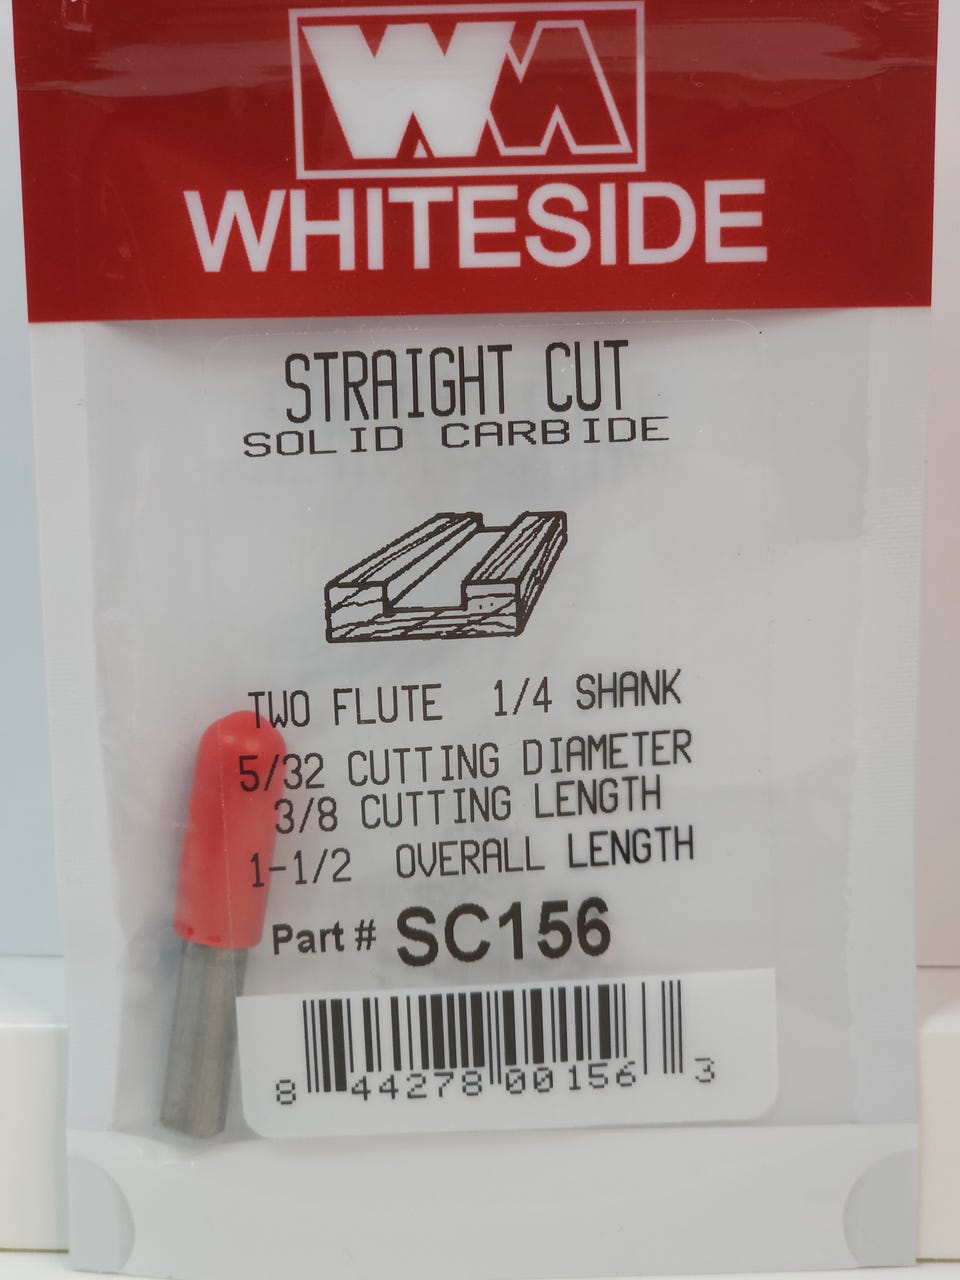 WM
WHITESIDE
STRAIGHT CUT
SOLID CARBIDE
TWO FLUTE 1/4 SHANK
5/32 CUTTING DIAMETER
3/8 CUTTING LENGTH
1-1/2 OVERALL LENGTH
Part # SC156
8 44278 00156 3